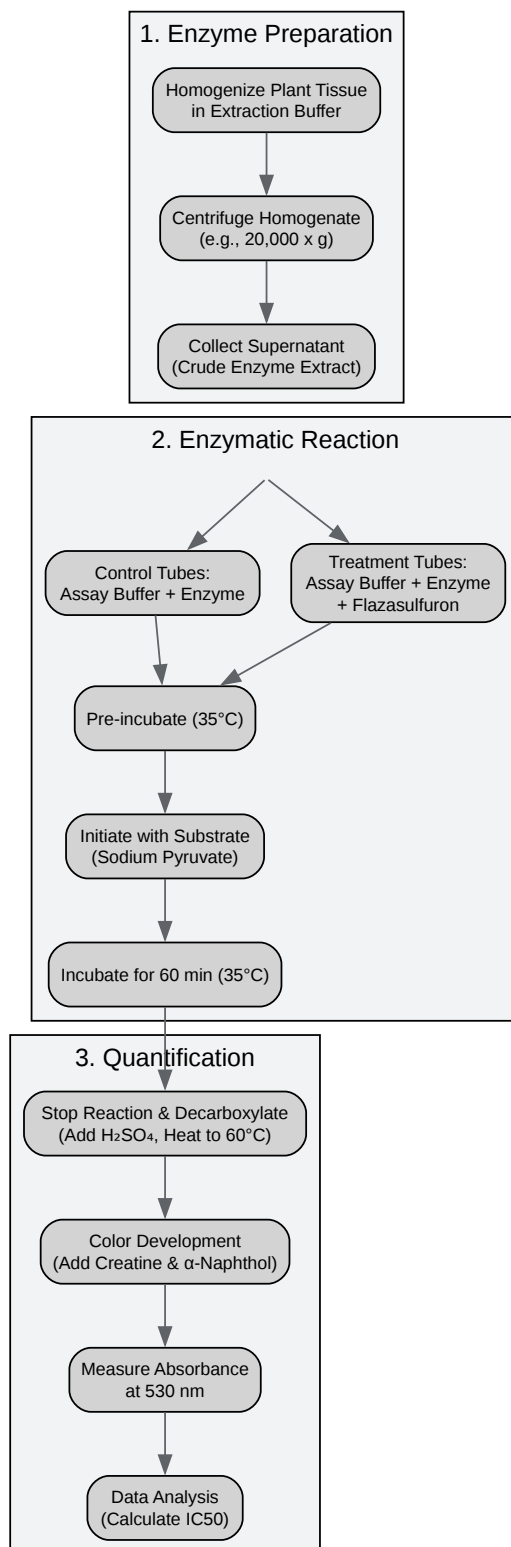 1. Enzyme Preparation
Homogenize Plant Tissue
in Extraction Buffer
Centrifuge Homogenate
(e.g., 20,000 x g)
Collect Supernatant
(Crude Enzyme Extract)
2. Enzymatic Reaction
Control Tubes:
Assay Buffer + Enzyme
Treatment Tubes:
Assay Buffer + Enzyme
+ Flazasulfuron
Pre-incubate (35°C)
Initiate with Substrate
(Sodium Pyruvate)
Incubate for 60 min (35°C)
3. Quantification
Stop Reaction & Decarboxylate
(Add H₂SO₄, Heat to 60°C)
Color Development
(Add Creatine & α-Naphthol)
Measure Absorbance
at 530 nm
Data Analysis
(Calculate IC50)